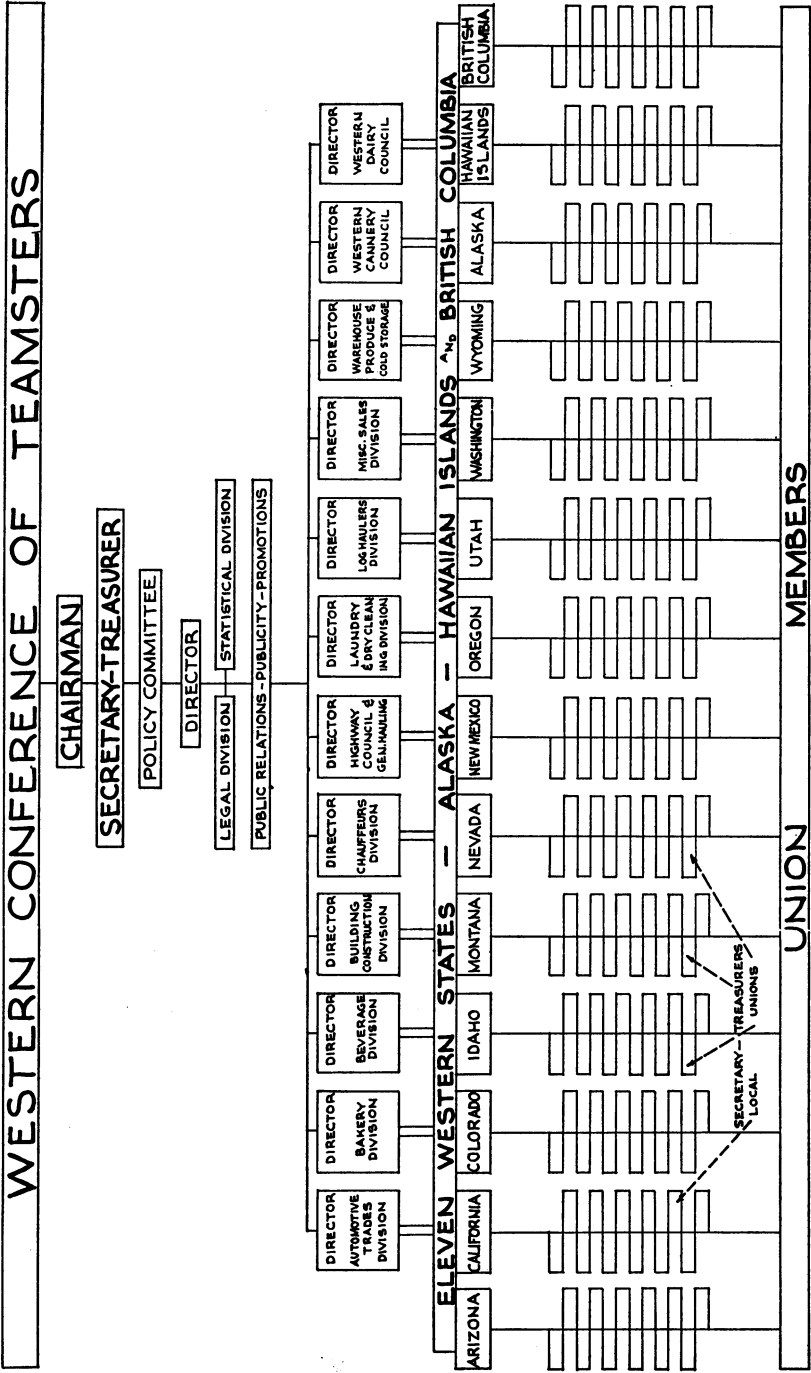 WESTERN CONFERENCE OF TEAMSTERS
CHAIRMAN
SECRETARY-TREASURER
POLICY COMMITTEE
DIRECTOR
LEGAL DIVISION
STATISTICAL DIVISION
PUBLIC RELATIONS-PUBLICITY-PROMOTIONS
DIRECTOR
AUTOMOTIVE
TRADES
DIVISION
DIRECTOR
BAKERY
DIVISION
DIRECTOR
BEVERAGE
DIVISION
DIRECTOR
BUILDING
CONSTRUCTION
DIVISION
DIRECTOR
CHAUFFEURS
DIVISION
DIRECTOR
HIGHWAY
COUNCIL &
GEN. HAULING
DIRECTOR
LAUNDRY
& DRY CLEAN
ING DIVISION
DIRECTOR
LOG HAULERS
DIVISION
DIRECTOR
MISC. SALES
DIVISION
DIRECTOR
WAREHOUSE
PRODUCE &
COLD STORAGE
DIRECTOR
WESTERN
CANNERY
COUNCIL
DIRECTOR
WESTERN
DAIRY
COUNCIL
ELEVEN WESTERN STATES — ALASKA — HAWAIIAN ISLANDS AND BRITISH COLUMBIA
ARIZONA
CALIFORNIA
COLORADO
IDAHO
MONTANA
NEVADA
NEW MEXICO
OREGON
UTAH
WASHINGTON
WYOMING
ALASKA
HAWAIIAN
ISLANDS
BRITISH
COLUMBIA
SECRETARY-TREASURERS
LOCAL UNIONS
UNION MEMBERS